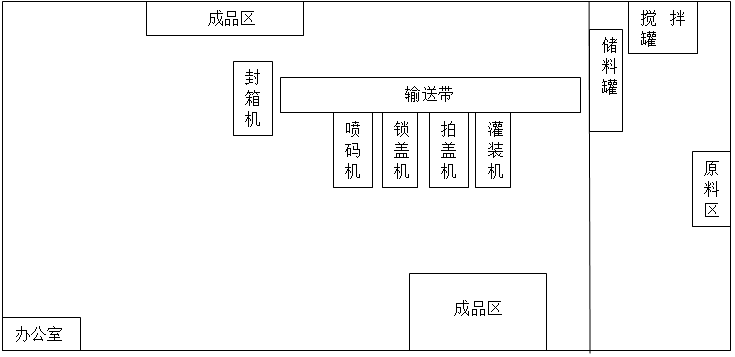 成品区
搅 拌
罐
储
料
罐
封
箱
机
输送带
喷
码
机
锁
盖
机
拍
盖
机
灌
装
机
原
料
区
成品区
办公室